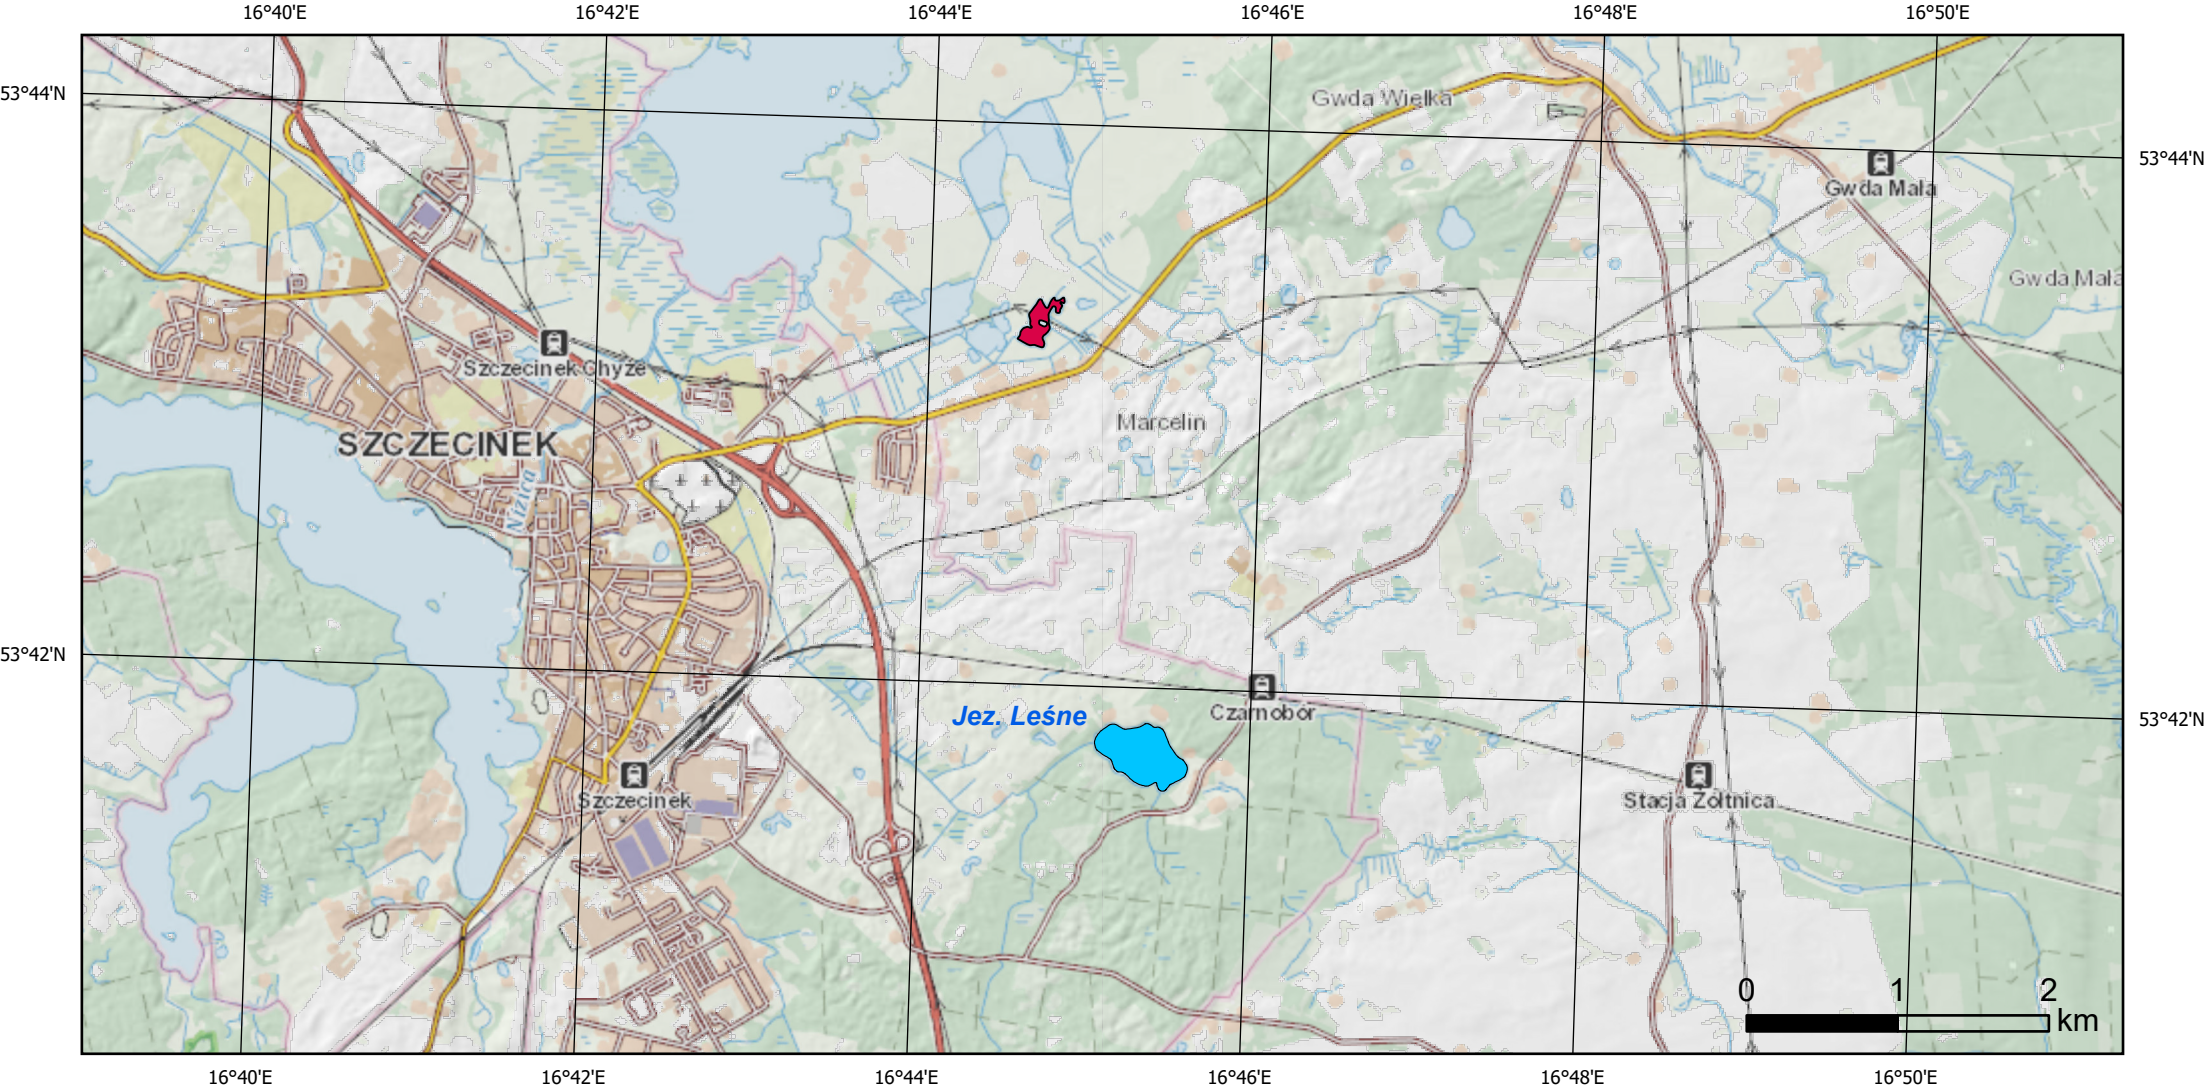 16°40'E 16°42'E 16°44'E 16°46'E 16°48'E 16°50'E
53°44'N
Gwda Wielka
53°44'N
Gwda Mała
Gwda Mała
Szczecinek Chyże
Marcelin
SZCZECINEK
Nizica
53°42'N
Jez. Leśne
Czarnobór
53°42'N
Szczecinek
Stacja Żółtnica
0 1 2
km
16°40'E 16°42'E 16°44'E 16°46'E 16°48'E 16°50'E